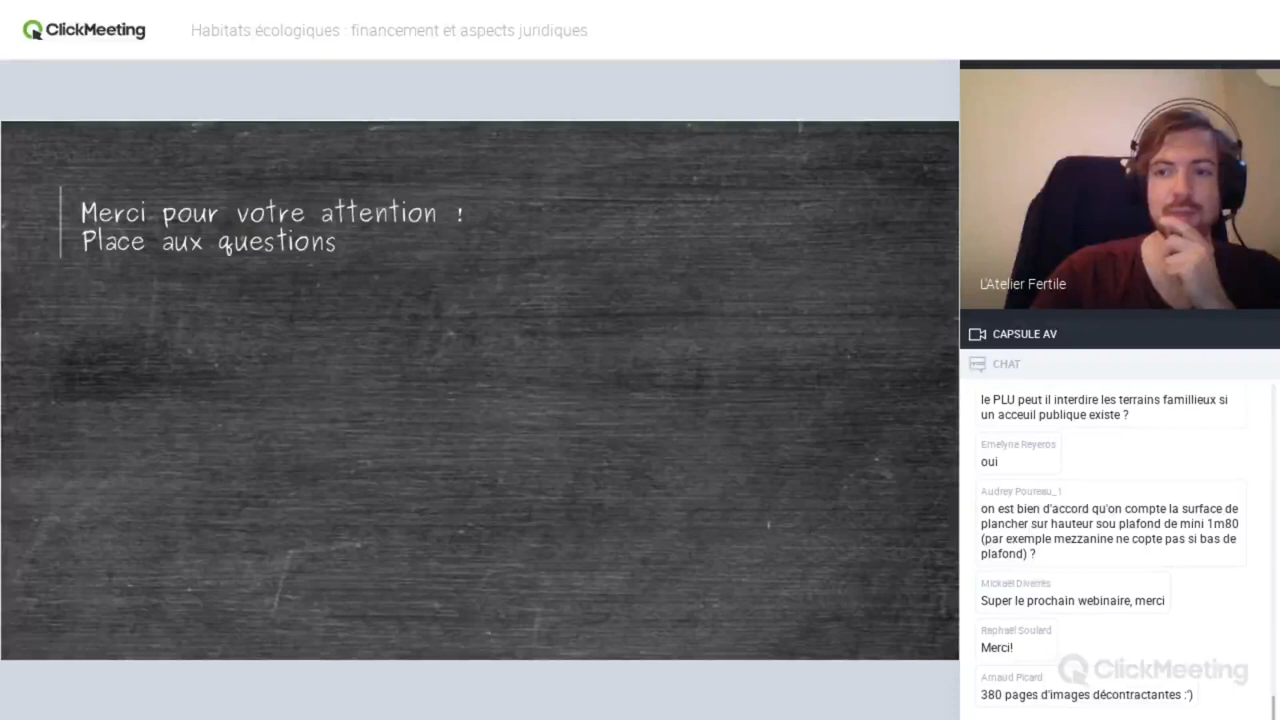 ClickMeeting
Habitats écologiques : financement et aspects juridiques
Merci pour votre attention !
Place aux questions
L'Atelier Fertile
CAPSULE AV
CHAT
le PLU peut il interdire les terrains famillieux si
un acceuil publique existe ?
Emelyne Reyeros
oui
Audrey Poureau_1
on est bien d'accord qu'on compte la surface de
plancher sur hauteur sou plafond de mini 1m80
(par exemple mezzanine ne copte pas si bas de
plafond) ?
Mickaël Diverrès
Super le prochain webinaire, merci
Raphaël Soulard
Merci!
Arnaud Picard
380 pages d'images décontractantes :')
ClickMeeting